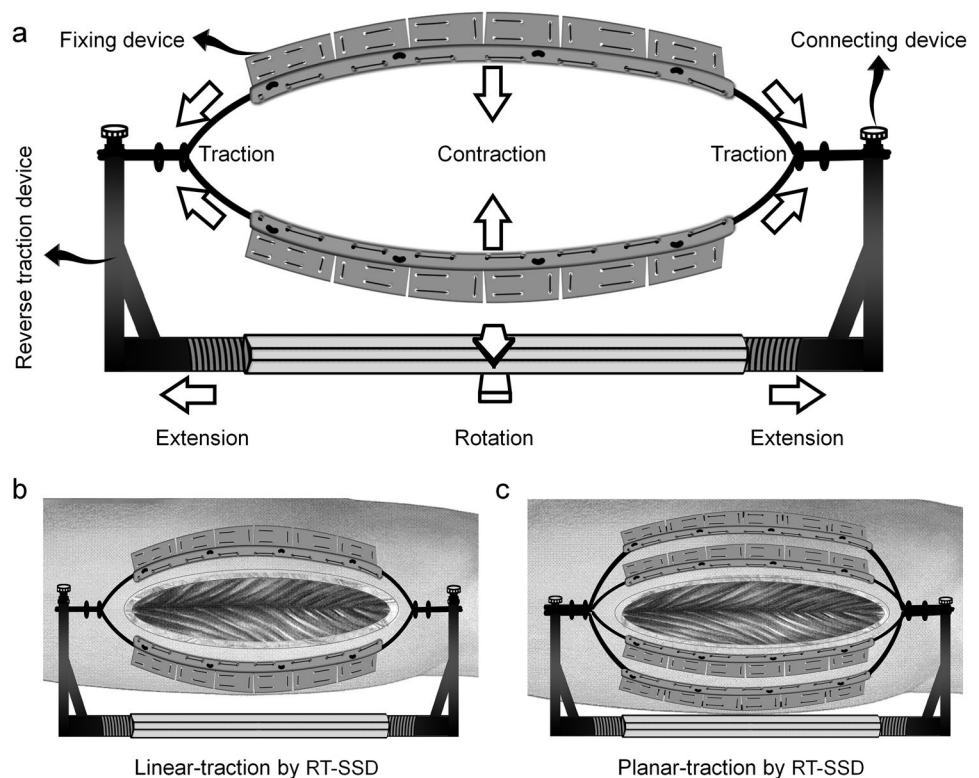 a
Fixing device
Connecting device
Traction
Contraction
Traction
Reverse traction device
Extension
Rotation
Extension
b
c
Linear-traction by RT-SSD
Planar-traction by RT-SSD